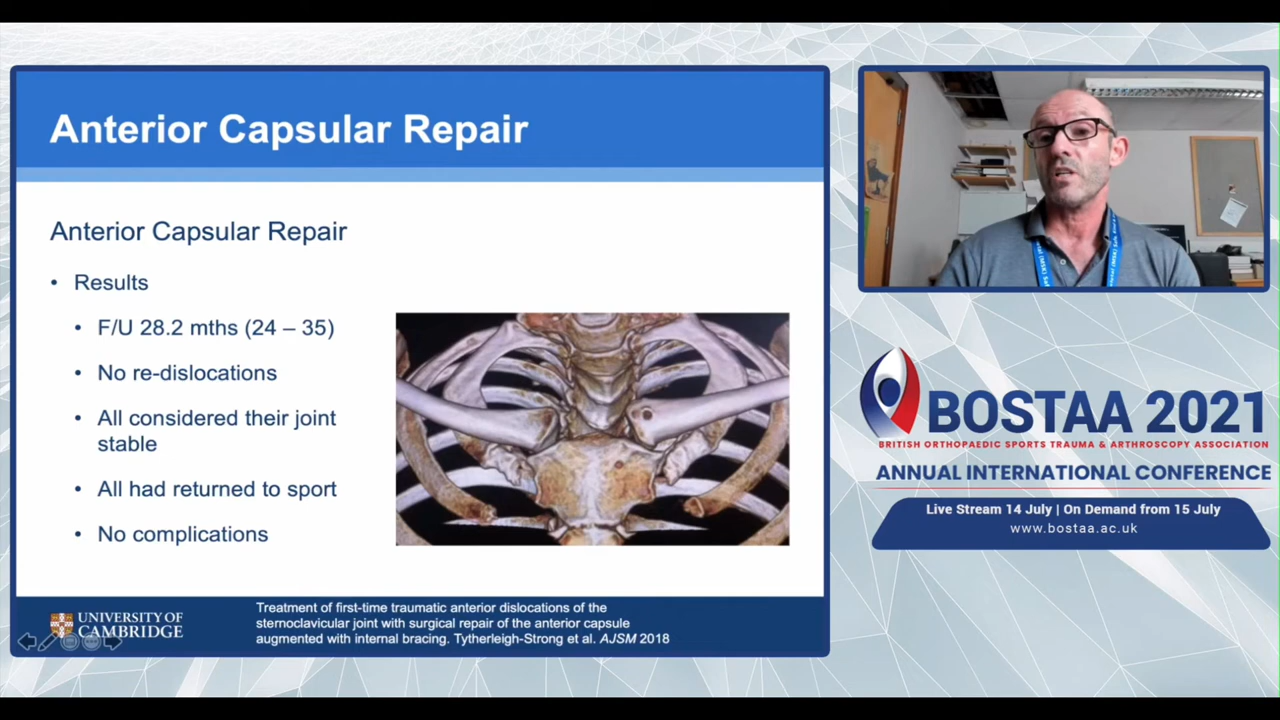 Anterior Capsular Repair
Anterior Capsular Repair
• Results
• F/U 28.2 mths (24 – 35)
• No re-dislocations
• All considered their joint
stable
• All had returned to sport
• No complications
UNIVERSITY OF
CAMBRIDGE
Treatment of first-time traumatic anterior dislocations of the
sternoclavicular joint with surgical repair of the anterior capsule
augmented with internal bracing. Tytherleigh-Strong et al. AJSM 2018
BOSTAA 2021
BRITISH ORTHOPAEDIC SPORTS TRAUMA & ARTHROSCOPY ASSOCIATION
ANNUAL INTERNATIONAL CONFERENCE
Live Stream 14 July | On Demand from 15 July
www.bostaa.ac.uk